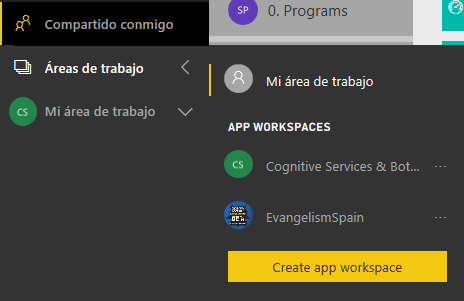 Compartido conmigo
Áreas de trabajo
CS Mi área de trabajo
SP 0. Programs
Mi área de trabajo
APP WORKSPACES
CS Cognitive Services & Bot... ...
EvangelismSpain ...
Create app workspace